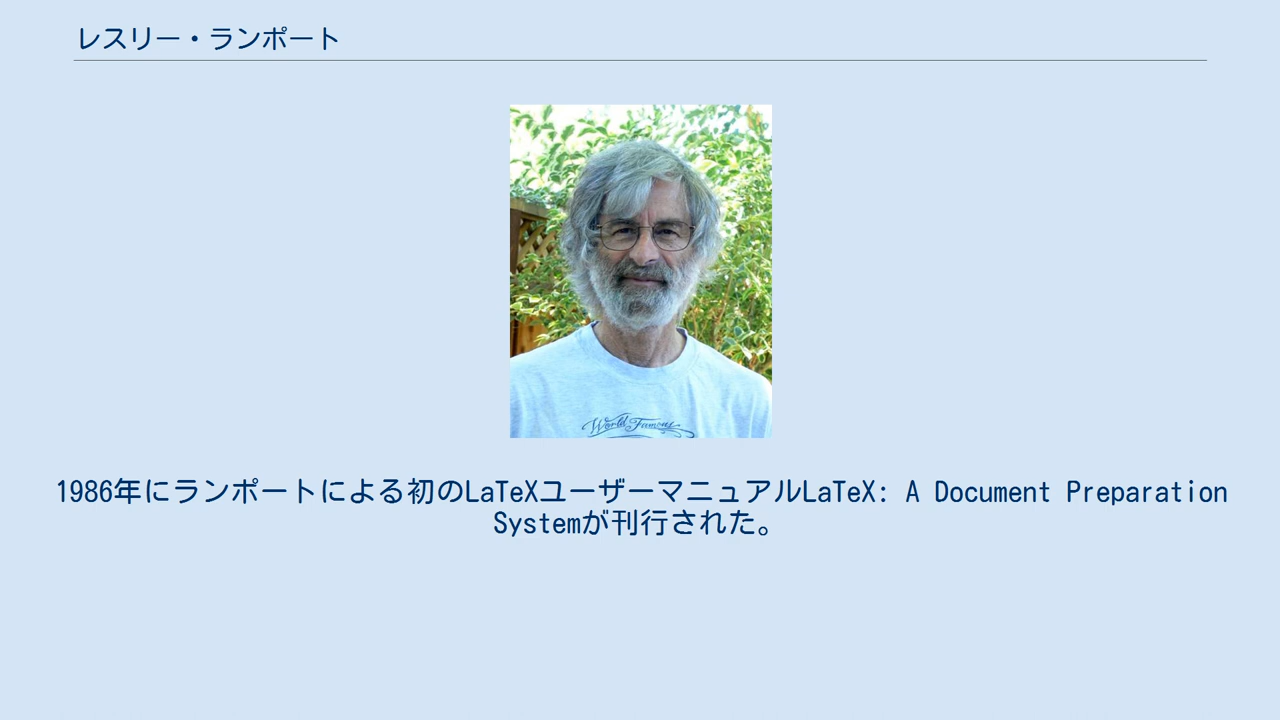 レスリー・ランポート
World Famous
1986年にランポートによる初のLaTeXユーザーマニュアルLaTeX: A Document Preparation
Systemが刊行された。